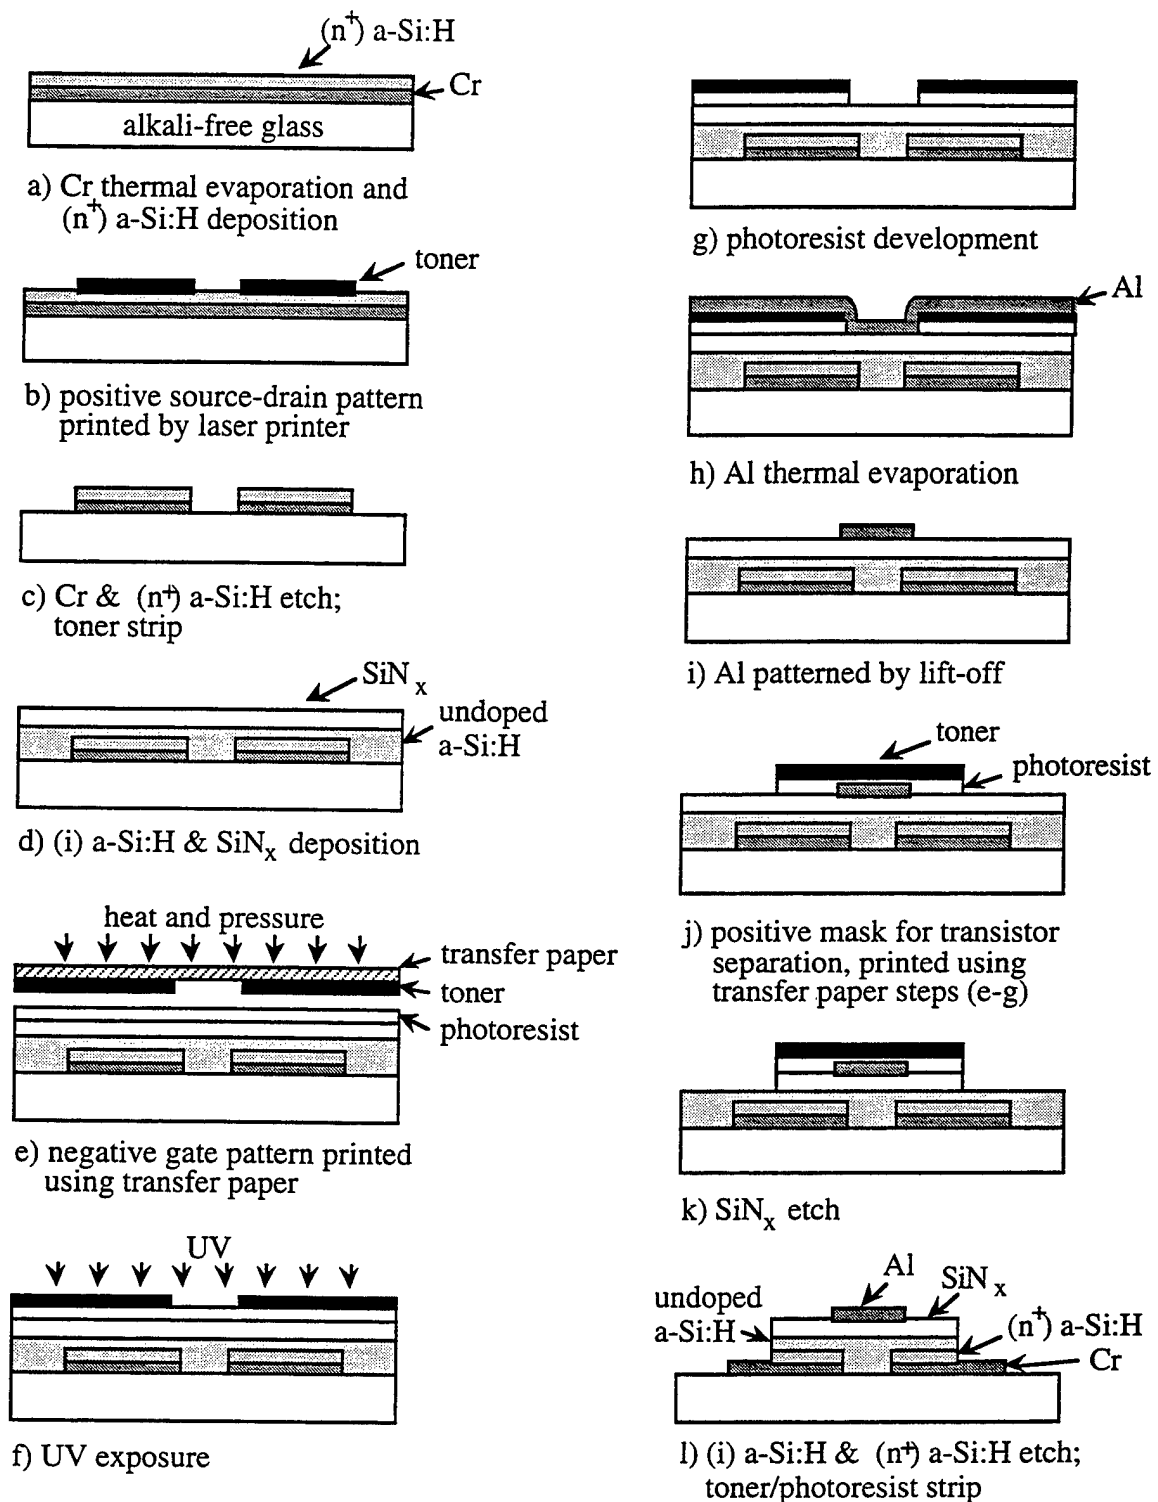 (n+) a-Si:H
Cr
alkali-free glass
a) Cr thermal evaporation and
(n+) a-Si:H deposition
toner
b) positive source-drain pattern
printed by laser printer
c) Cr & (n+) a-Si:H etch;
toner strip
SiNx
undoped
a-Si:H
d) (i) a-Si:H & SiNx deposition
heat and pressure
transfer paper
toner
photoresist
e) negative gate pattern printed
using transfer paper
UV
f) UV exposure
g) photoresist development
Al
h) Al thermal evaporation
i) Al patterned by lift-off
toner
photoresist
j) positive mask for transistor
separation, printed using
transfer paper steps (e-g)
k) SiNx etch
Al
SiNx
undoped
a-Si:H
(n+) a-Si:H
Cr
l) (i) a-Si:H & (n+) a-Si:H etch;
toner/photoresist strip